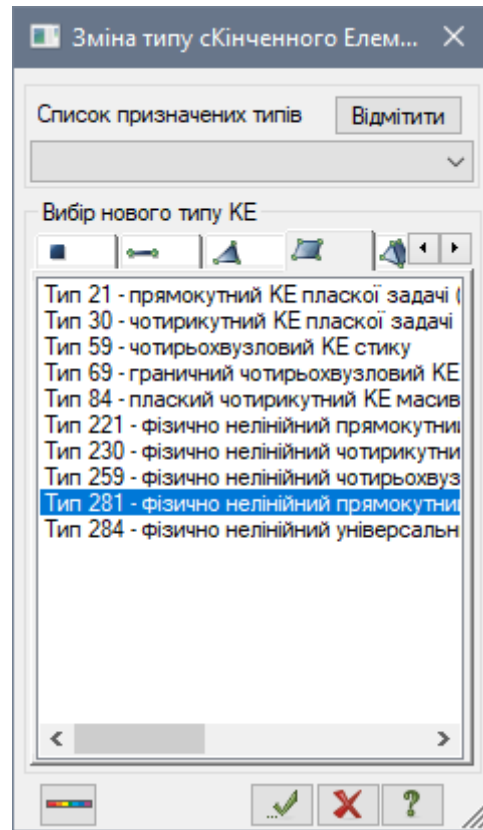 Зміна типу сКінченного Елем...
Список призначених типів
Відмітити
Вибір нового типу КЕ
Тип 21 - прямокутний КЕ плаcкої задачі (
Тип 30 - чотирикутний КЕ плаcкої задачі
Тип 59 - чотирьохвузловий КЕ стику
Тип 69 - граничний чотирьохвузловий КЕ
Тип 84 - плаский чотирикутний КЕ масив
Тип 221 - фізично нелінійний прямокутни
Тип 230 - фізично нелінійний чотирикутни
Тип 259 - фізично нелінійний чотирьохвуз
Тип 281 - фізично нелінійний прямокутни
Тип 284 - фізично нелінійний універсальн